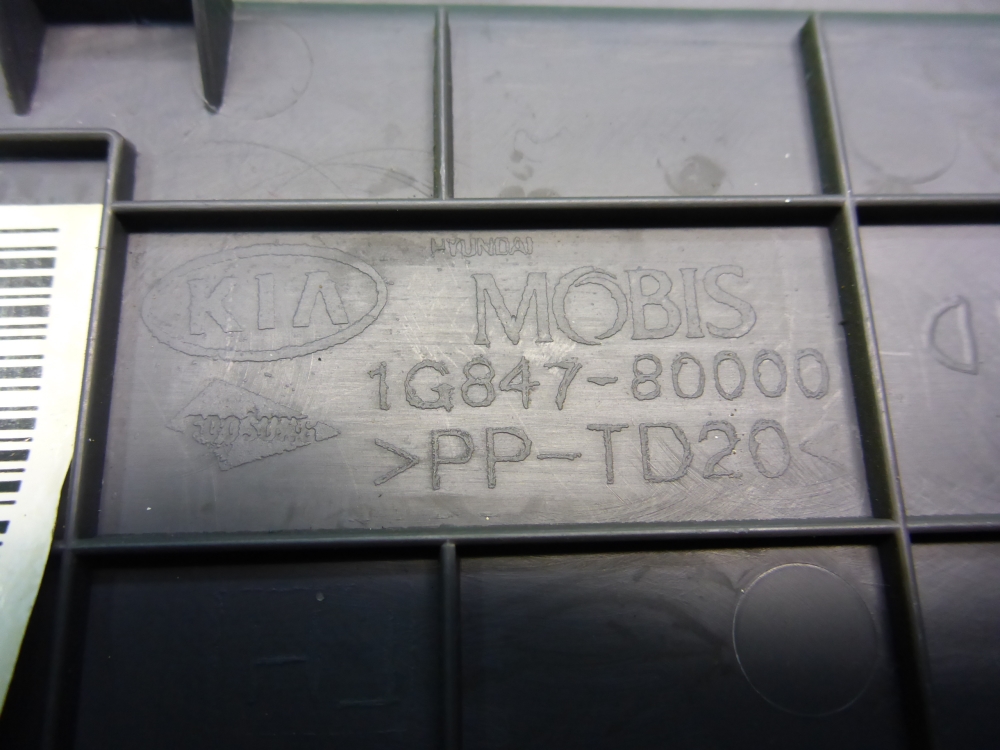 KIA
HYUNDAI
MOBIS
1G847-80000
>PP-TD20<